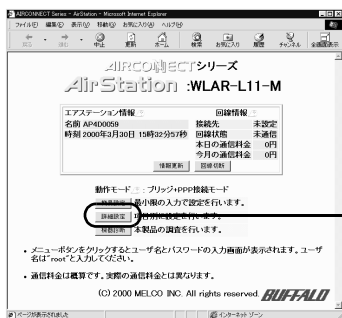 AIRCONNECT Series - AirStation - Microsoft Internet Explorer
ファイル(F) 編集(E) 表示(V) 移動(G) お気に入り(A) ヘルプ(H)
戻る 進む 中止 更新 ホーム 検索 お気に入り 履歴 チャンネル 全画面表示
AIRCONNECTシリーズ
AirStation :WLAR-L11-M
エアステーション情報
名前 AP4D0059
時刻 2000年3月30日 15時32分57秒
情報更新
回線情報
接続先 未設定
回線状態 未通信
本日の通信料金 0円
今月の通信料金 0円
回線切断
動作モード : ブリッジ+PPP接続モード
最小限の入力で設定を行います。
詳細設定 項目別に設定を行います。
機器診断 本製品の調査を行います。
• メニューボタンをクリックするとユーザ名とパスワードの入力画面が表示されます。ユーザ名は"root"と入力してください。
• 通信料金は概算です。実際の通信料金とは異なります。
(C) 2000 MELCO INC. All rights reserved. BUFFALO
ページが表示されました
インターネット ゾーン